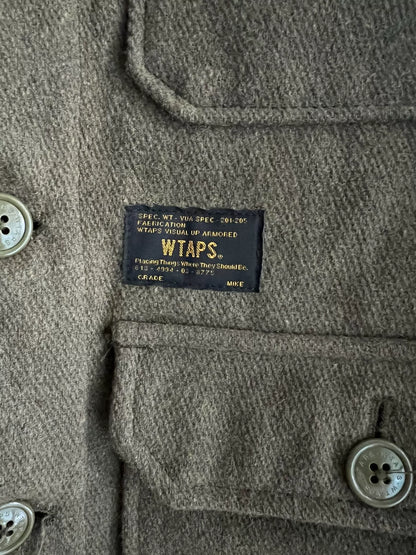 SPEC. WT - VUA SPEC - 201-205
FABRICATION
WTAPS VISUAL UP ARMORED
WTAPS®
Placing Things Where They Should Be.
GRADE MIKE